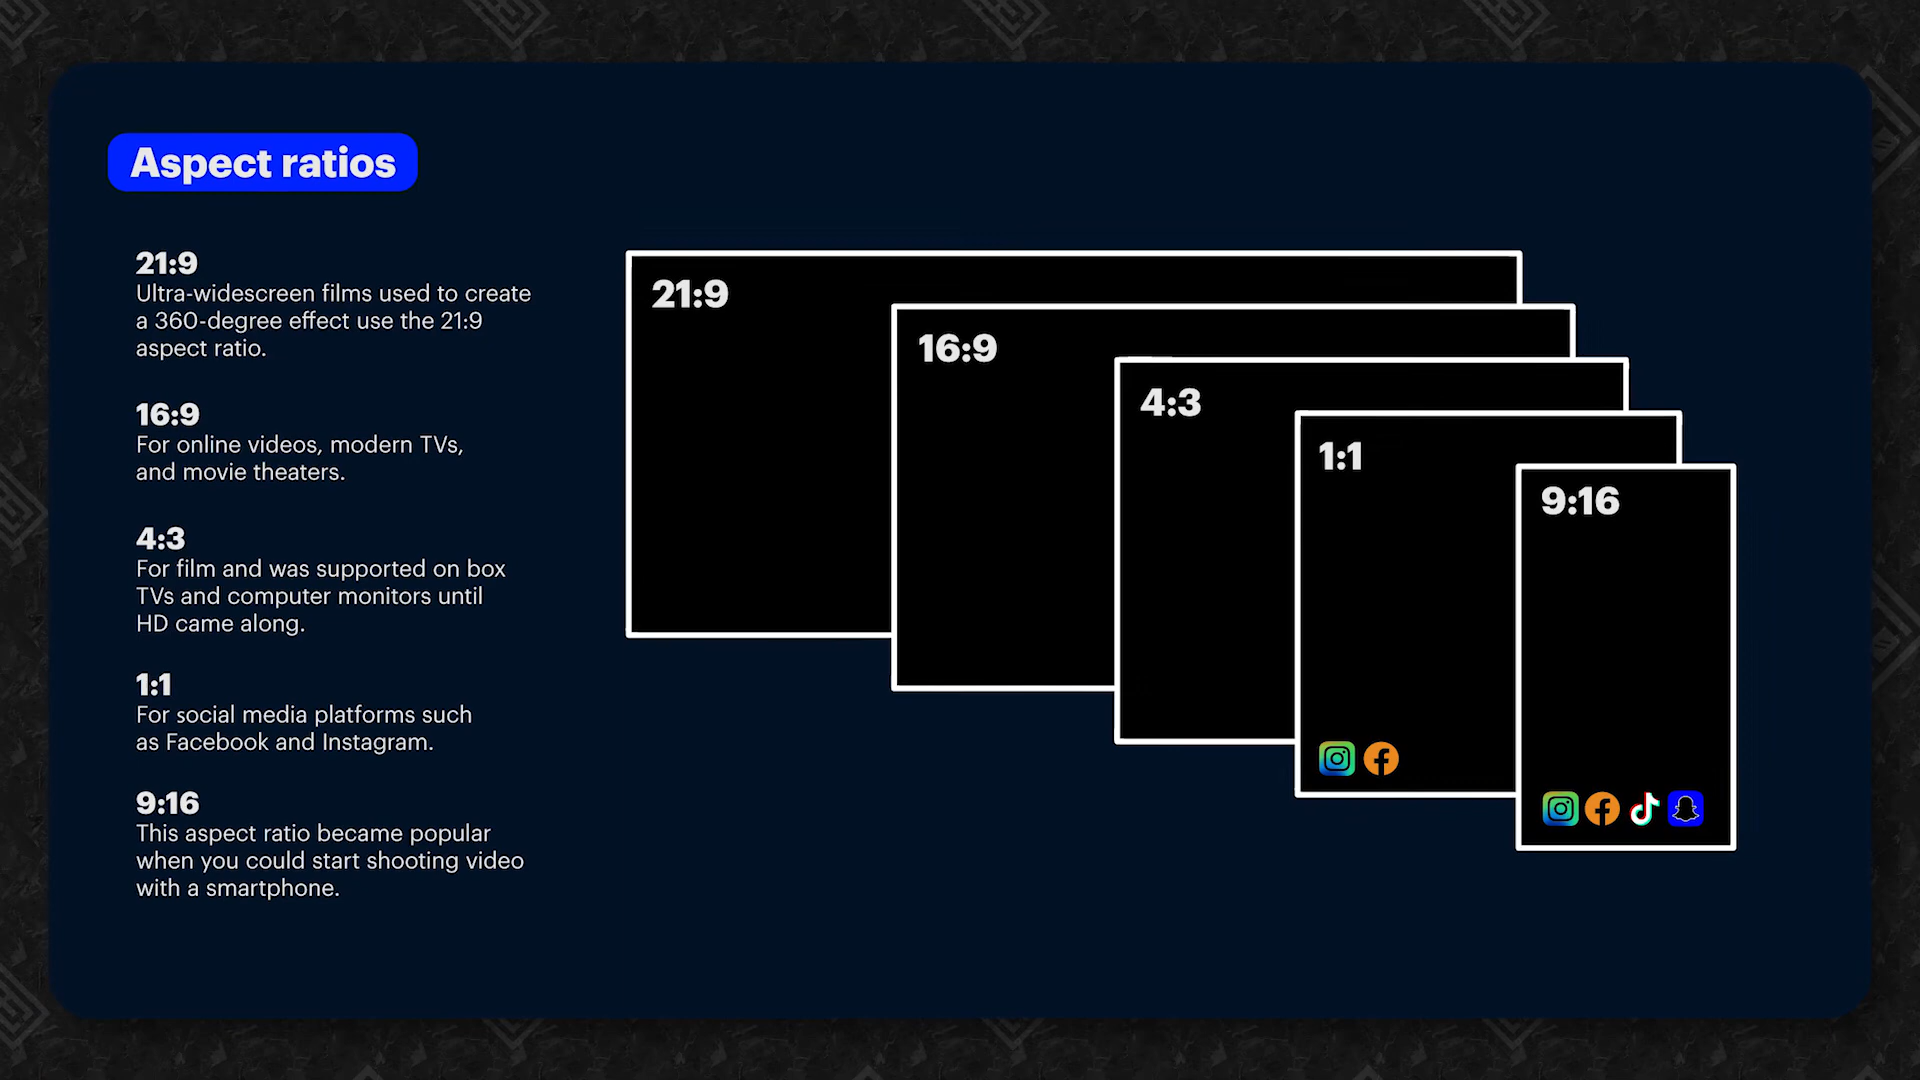 Aspect ratios
21:9
Ultra-widescreen films used to create
a 360-degree effect use the 21:9
aspect ratio.
16:9
For online videos, modern TVs,
and movie theaters.
4:3
For film and was supported on box
TVs and computer monitors until
HD came along.
1:1
For social media platforms such
as Facebook and Instagram.
9:16
This aspect ratio became popular
when you could start shooting video
with a smartphone.
21:9
16:9
4:3
1:1
9:16